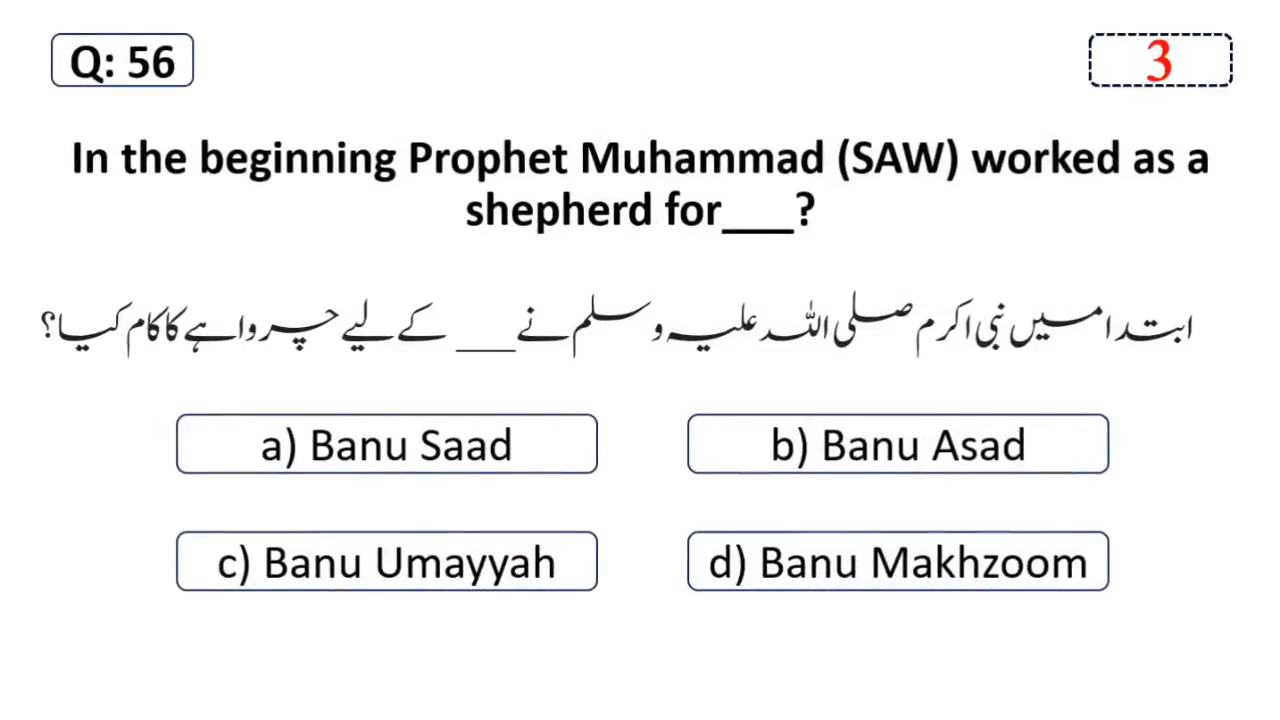 Q: 56
3
In the beginning Prophet Muhammad (SAW) worked as a
shepherd for___?
ابتدا میں نبی اکرم صلی اللہ علیہ وسلم نے ___ کے لیے چرواہے کا کام کیا؟
a) Banu Saad
b) Banu Asad
c) Banu Umayyah
d) Banu Makhzoom